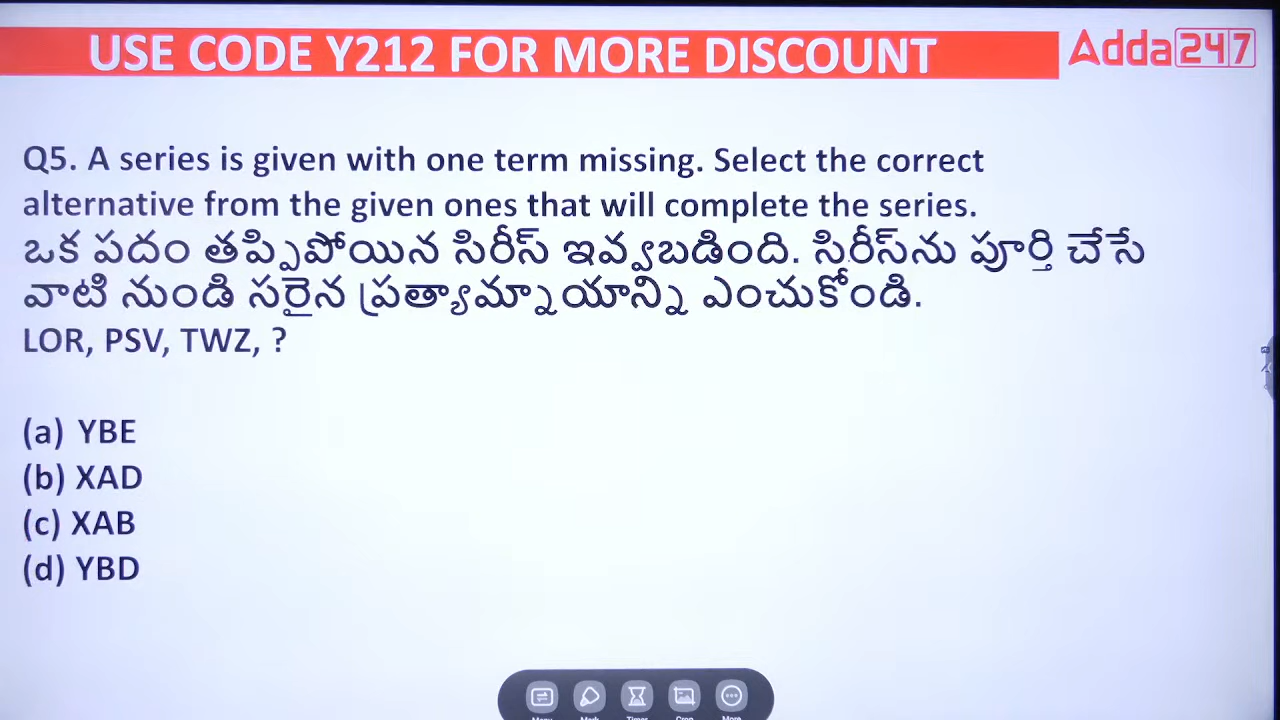 USE CODE Y212 FOR MORE DISCOUNT
Adda247
Q5. A series is given with one term missing. Select the correct
alternative from the given ones that will complete the series.
ఒక పదం తప్పిపోయిన సిరీస్ ఇవ్వబడింది. సిరీస్‌ను పూర్తి చేసే
వాటి నుండి సరైన ప్రత్యామ్నాయాన్ని ఎంచుకోండి.
LOR, PSV, TWZ, ?
(a) YBE
(b) XAD
(c) XAB
(d) YBD